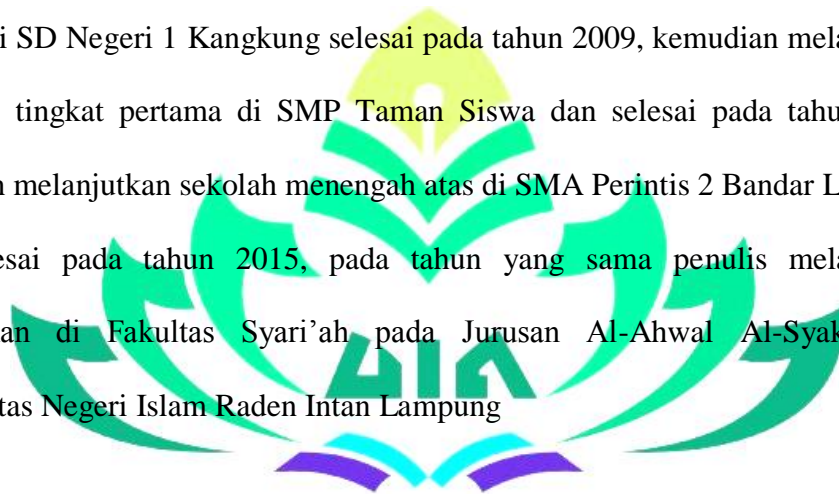 i SD Negeri 1 Kangkung selesai pada tahun 2009, kemudian mela
tingkat pertama di SMP Taman Siswa dan selesai pada tahu
n melanjutkan sekolah menengah atas di SMA Perintis 2 Bandar L
esai pada tahun 2015, pada tahun yang sama penulis mela
an di Fakultas Syari’ah pada Jurusan Al-Ahwal Al-Syak
UIN
tas Negeri Islam Raden Intan Lampung